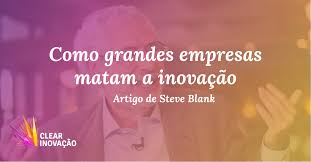 Como grandes empresas
matam a inovação
Artigo de Steve Blank
CLEAR
INOVAÇÃO